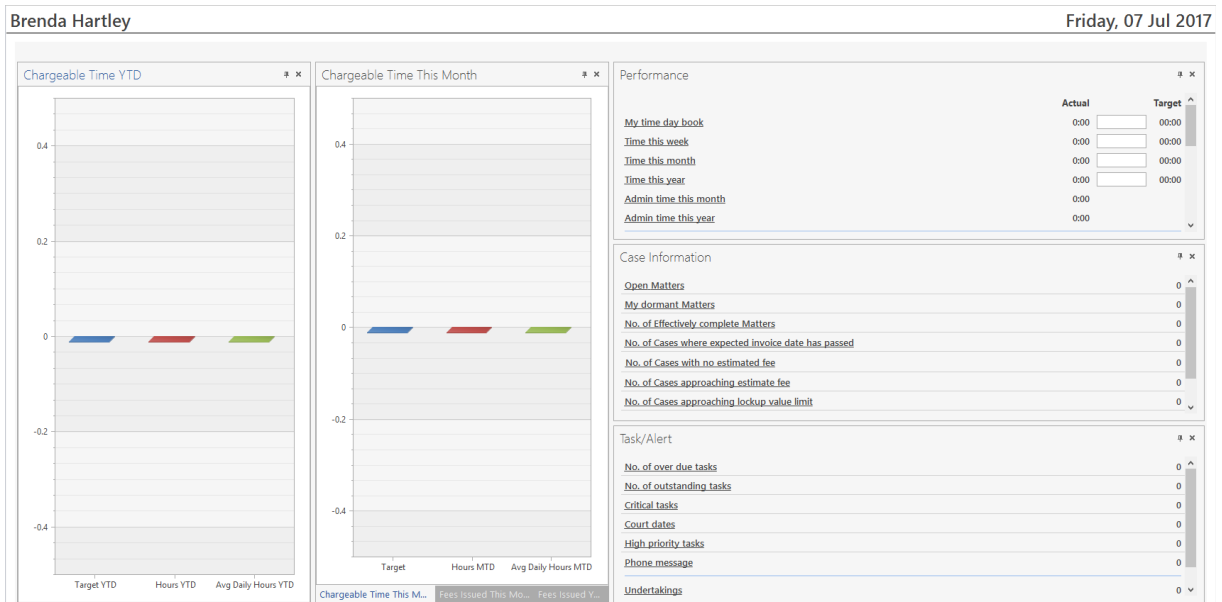 Brenda Hartley
Friday, 07 Jul 2017
Chargeable Time YTD
0.4
0.2
0
-0.2
-0.4
Target YTD Hours YTD Avg Daily Hours YTD
Chargeable Time This Month
0.4
0.2
0
-0.2
-0.4
Target Hours MTD Avg Daily Hours MTD
Chargeable Time This M... Fees Issued This Mo... Fees Issued Y...
Performance
Actual Target
My time day book 0:00 00:00
Time this week 0:00 00:00
Time this month 0:00 00:00
Time this year 0:00 00:00
Admin time this month 0:00
Admin time this year 0:00
Case Information
Open Matters 0
My dormant Matters 0
No. of Effectively complete Matters 0
No. of Cases where expected invoice date has passed 0
No. of Cases with no estimated fee 0
No. of Cases approaching estimate fee 0
No. of Cases approaching lockup value limit 0
Task/Alert
No. of over due tasks 0
No. of outstanding tasks 0
Critical tasks 0
Court dates 0
High priority tasks 0
Phone message 0
Undertakings 0